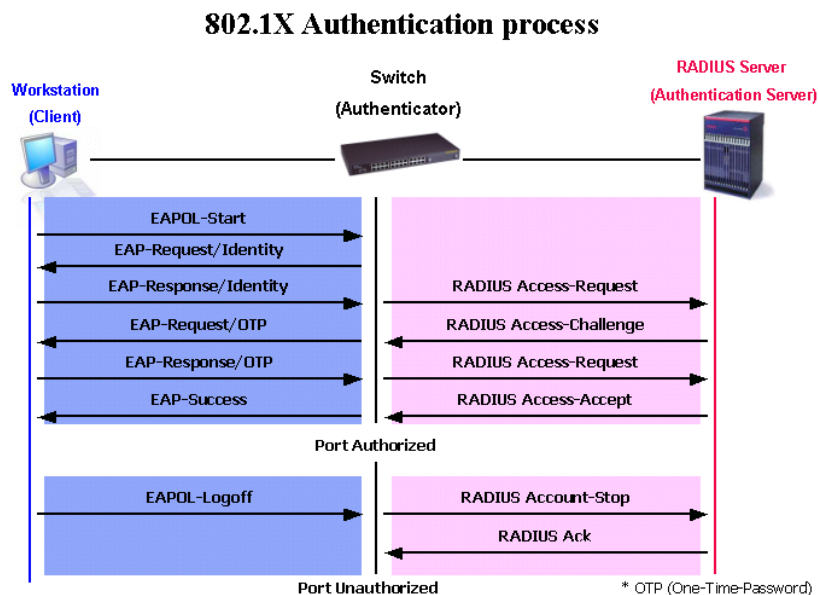 802.1X Authentication process
Workstation
(Client)
Switch
(Authenticator)
RADIUS Server
(Authentication Server)
EAPOL-Start
EAP-Request/Identity
EAP-Response/Identity
RADIUS Access-Request
EAP-Request/OTP
RADIUS Access-Challenge
EAP-Response/OTP
RADIUS Access-Request
EAP-Success
RADIUS Access-Accept
Port Authorized
EAPOL-Logoff
RADIUS Account-Stop
RADIUS Ack
Port Unauthorized
* OTP (One-Time-Password)